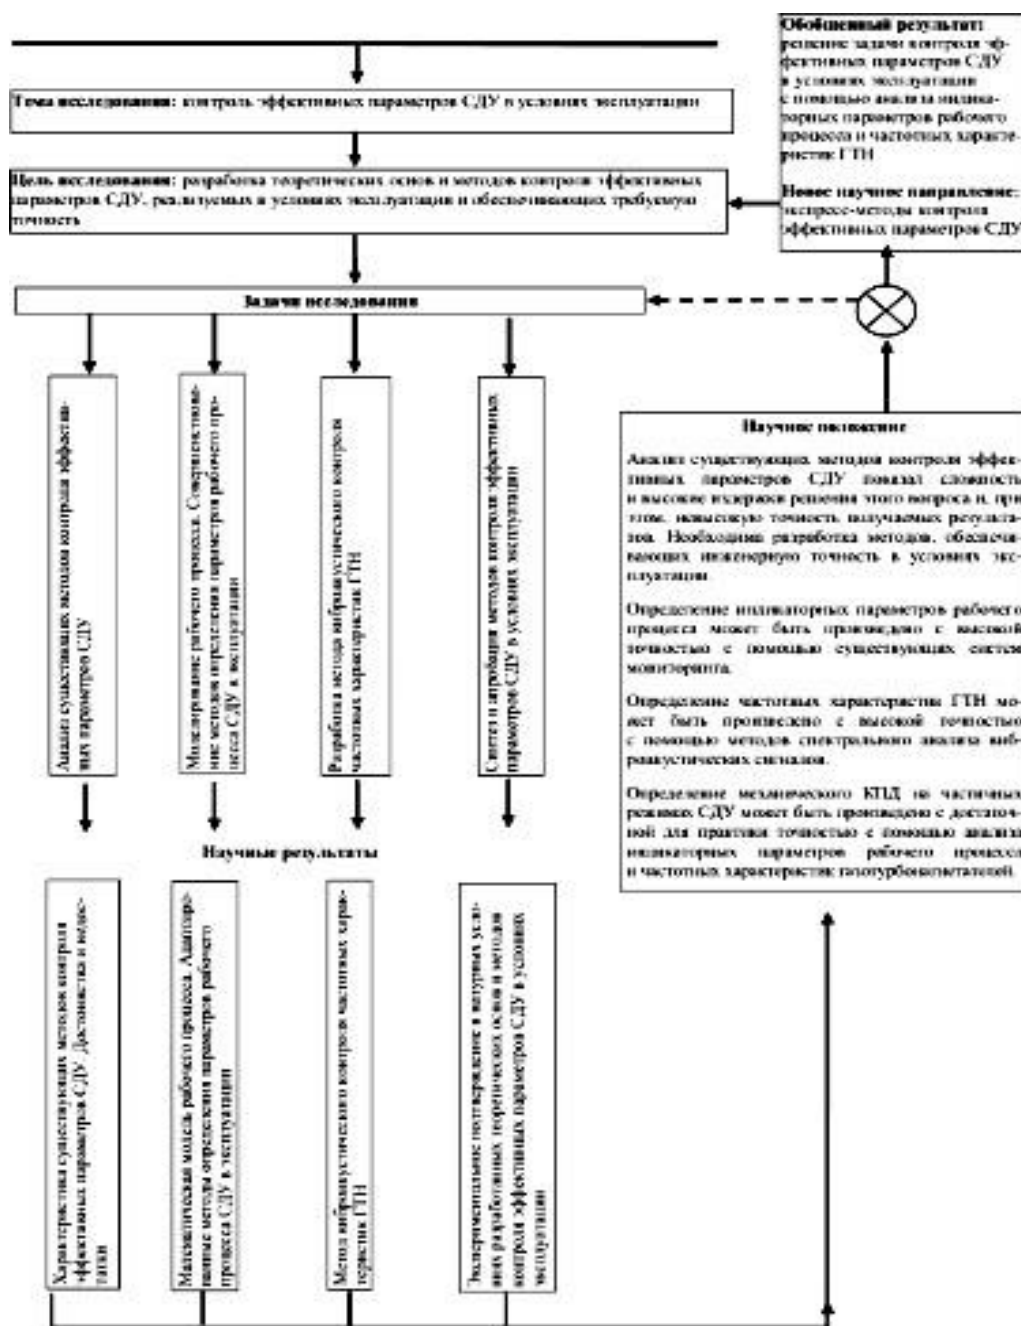 Тема исследования: контроль эффективных параметров СДУ в условиях эксплуатации
Цель исследования: разработка теоретических основ и методов контроля эффективных
параметров СДУ, реализуемых в условиях эксплуатации и обеспечивающих требуемую
точность
Задачи исследования
Анализ существующих методов контроля эффектив-
ных параметров СДУ
Моделирование рабочего процесса. Совершенствова-
ние методов определения параметров рабочего про-
цесса СДУ в эксплуатации
Разработка метода виброакустического контроля
частотных характеристик ГТН
Синтез и апробация методов контроля эффективных
параметров СДУ в условиях эксплуатации
Научные результаты
Характеристика существующих методов контроля
эффективных параметров СДУ. Достоинства и недос-
татки
Математическая модель рабочего процесса. Адаптиро-
ванные методы определения параметров рабочего
процесса СДУ в эксплуатации
Метод виброакустического контроля частотных харак-
теристик ГТН
Экспериментальное подтверждение в натурных усло-
виях разработанных теоретических основ и методов
контроля эффективных параметров СДУ в условиях
эксплуатации
Обобщенный результат:
решение задачи контроля эф-
фективных параметров СДУ
в условиях эксплуатации
с помощью анализа индика-
торных параметров рабочего
процесса и частотных характе-
ристик ГТН
Новое научное направление:
экспресс-методы контроля
эффективных параметров СДУ
Научное положение
Анализ существующих методов контроля эффек-
тивных параметров СДУ показал сложность
и высокие издержки решения этого вопроса и, при
этом, невысокую точность получаемых результа-
тов. Необходима разработка методов, обеспечи-
вающих инженерную точность в условиях экс-
плуатации.
Определение индикаторных параметров рабочего
процесса может быть произведено с высокой
точностью с помощью существующих систем
мониторинга.
Определение частотных характеристик ГТН мо-
жет быть произведено с высокой точностью
с помощью методов спектрального анализа виб-
роакустических сигналов.
Определение механического КПД на частичных
режимах СДУ может быть произведено с достаточ-
ной для практики точностью с помощью анализа
индикаторных параметров рабочего процесса
и частотных характеристик газотурбонагнетателей.